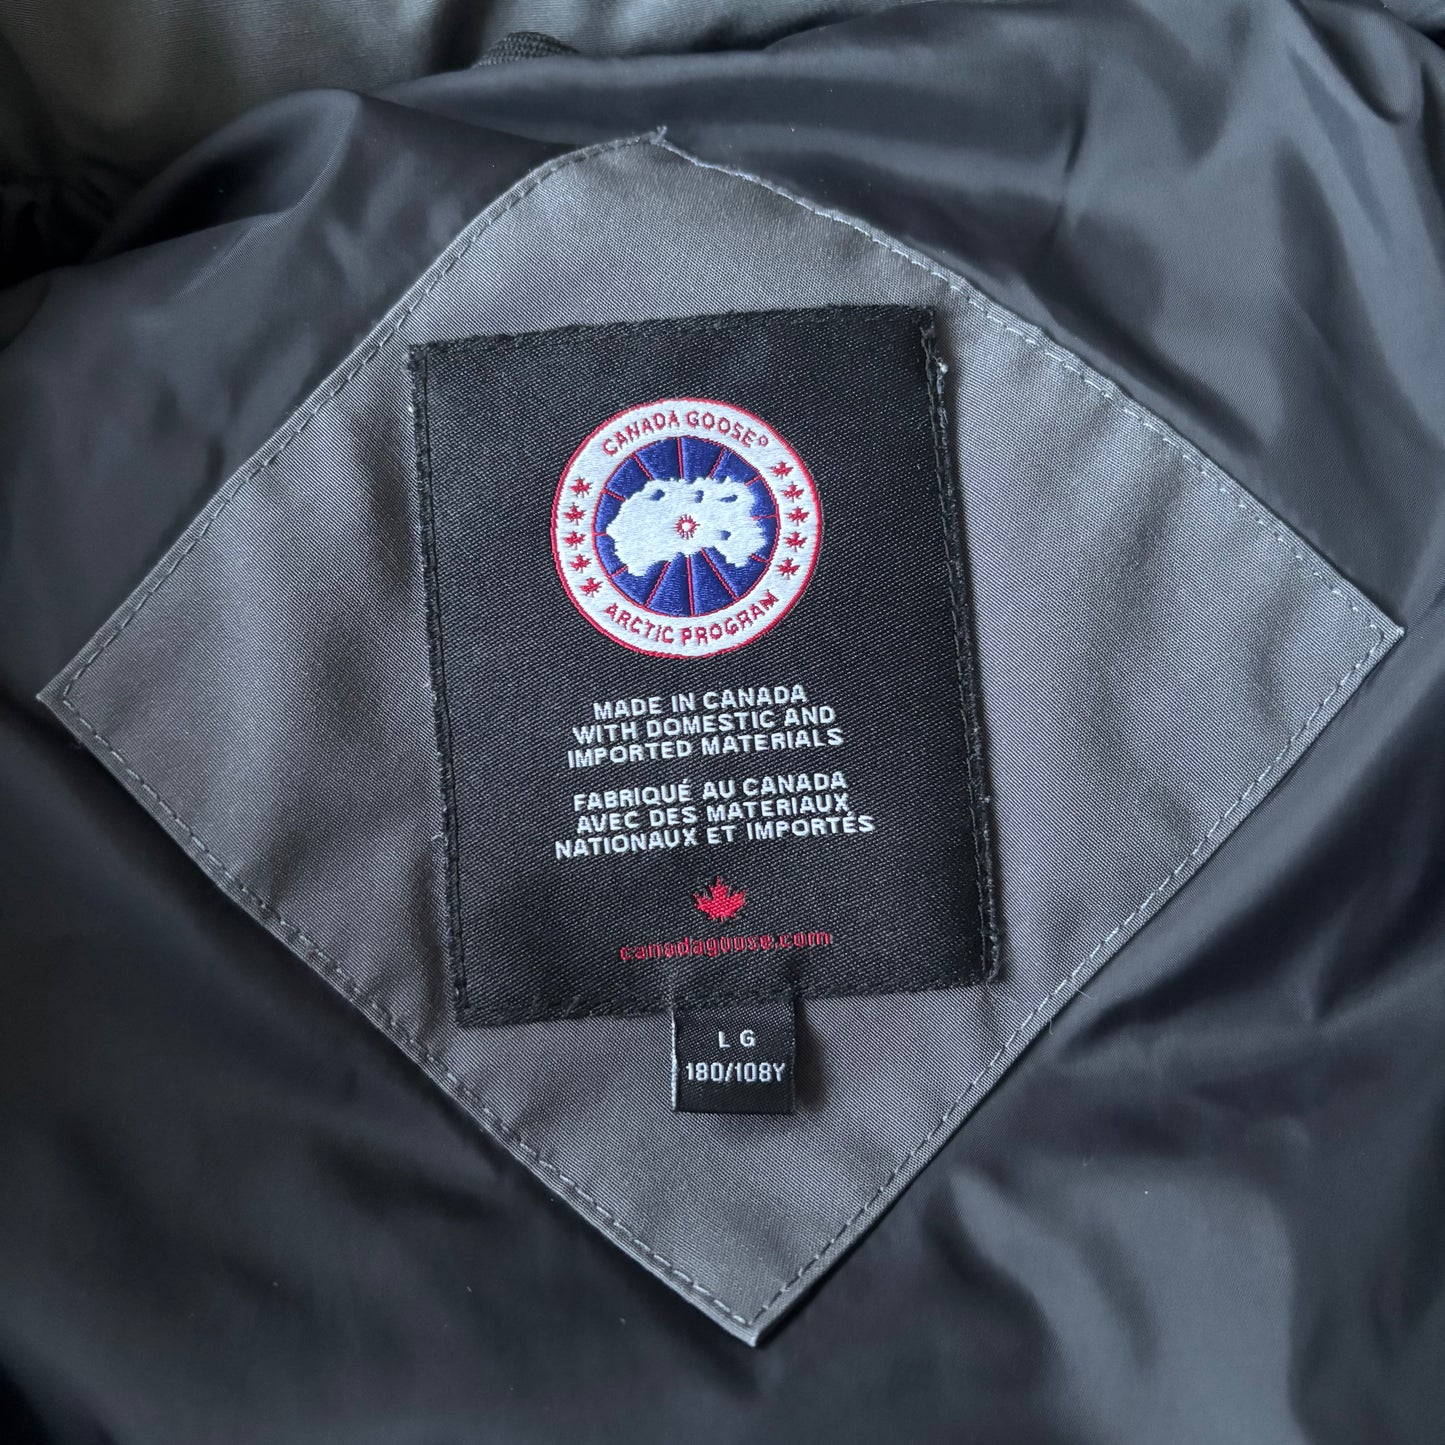 CANADA GOOSE®
ARCTIC PROGRAM
MADE IN CANADA
WITH DOMESTIC AND
IMPORTED MATERIALS
FABRIQUÉ AU CANADA
AVEC DES MATERIAUX
NATIONAUX ET IMPORTÉS
canadagoose.com
LG
180/108Y